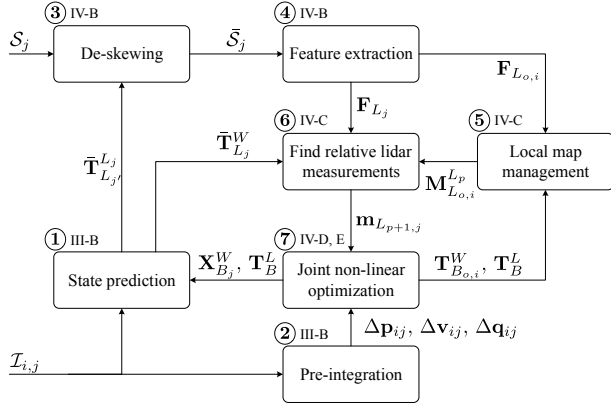 ③ IV-B
④ IV-B
S_j
De-skewing
S̄_j
Feature extraction
F_{L_{o,i}}
F_{L_j}
⑥ IV-C
⑤ IV-C
T̄^{L_j}_{L_{j'}}
T̄^W_{L_j}
Find relative lidar
measurements
Local map
management
M^{L_p}_{L_{o,i}}
m_{L_{p+1,j}}
① III-B
⑦ IV-D, E
State prediction
X^W_{B_j}, T^L_B
Joint non-linear
optimization
T^W_{B_{o,i}}, T^L_B
Δp_{ij}, Δv_{ij}, Δq_{ij}
② III-B
I_{i,j}
Pre-integration